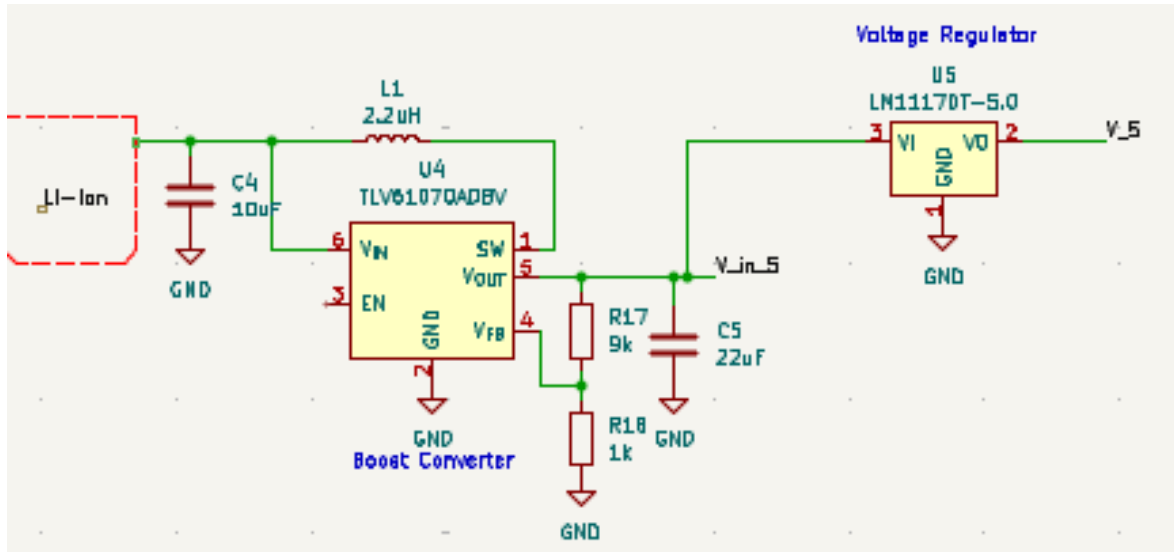 Voltage Regulator
U5
LM1117DT-5.0
3
VI
VO
2
V_5
GND
1
GND
L1
2.2uH
U4
TLV61070ADBV
LI-Ion
C4
10uF
GND
6
VIN
SW
1
VOUT
5
V_in_5
3
EN
GND
VFB
4
2
GND
Boost Converter
R17
9k
C5
22uF
GND
R18
1k
GND